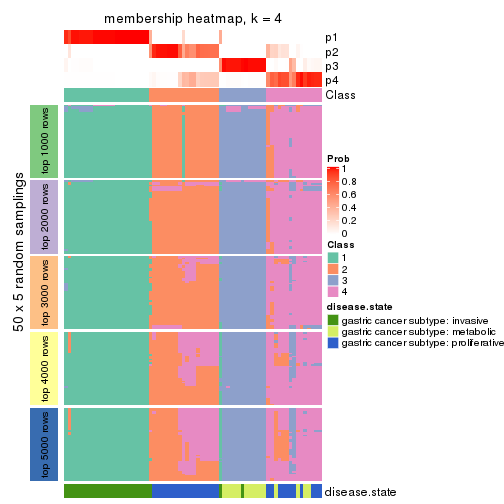 membership heatmap, k = 4
p1
p2
p3
p4
Class
50 x 5 random samplings
top 1000 rows
top 2000 rows
top 3000 rows
top 4000 rows
top 5000 rows
Prob
1
0.8
0.6
0.4
0.2
0
Class
1
2
3
4
disease.state
gastric cancer subtype: invasive
gastric cancer subtype: metabolic
gastric cancer subtype: proliferative
disease.state